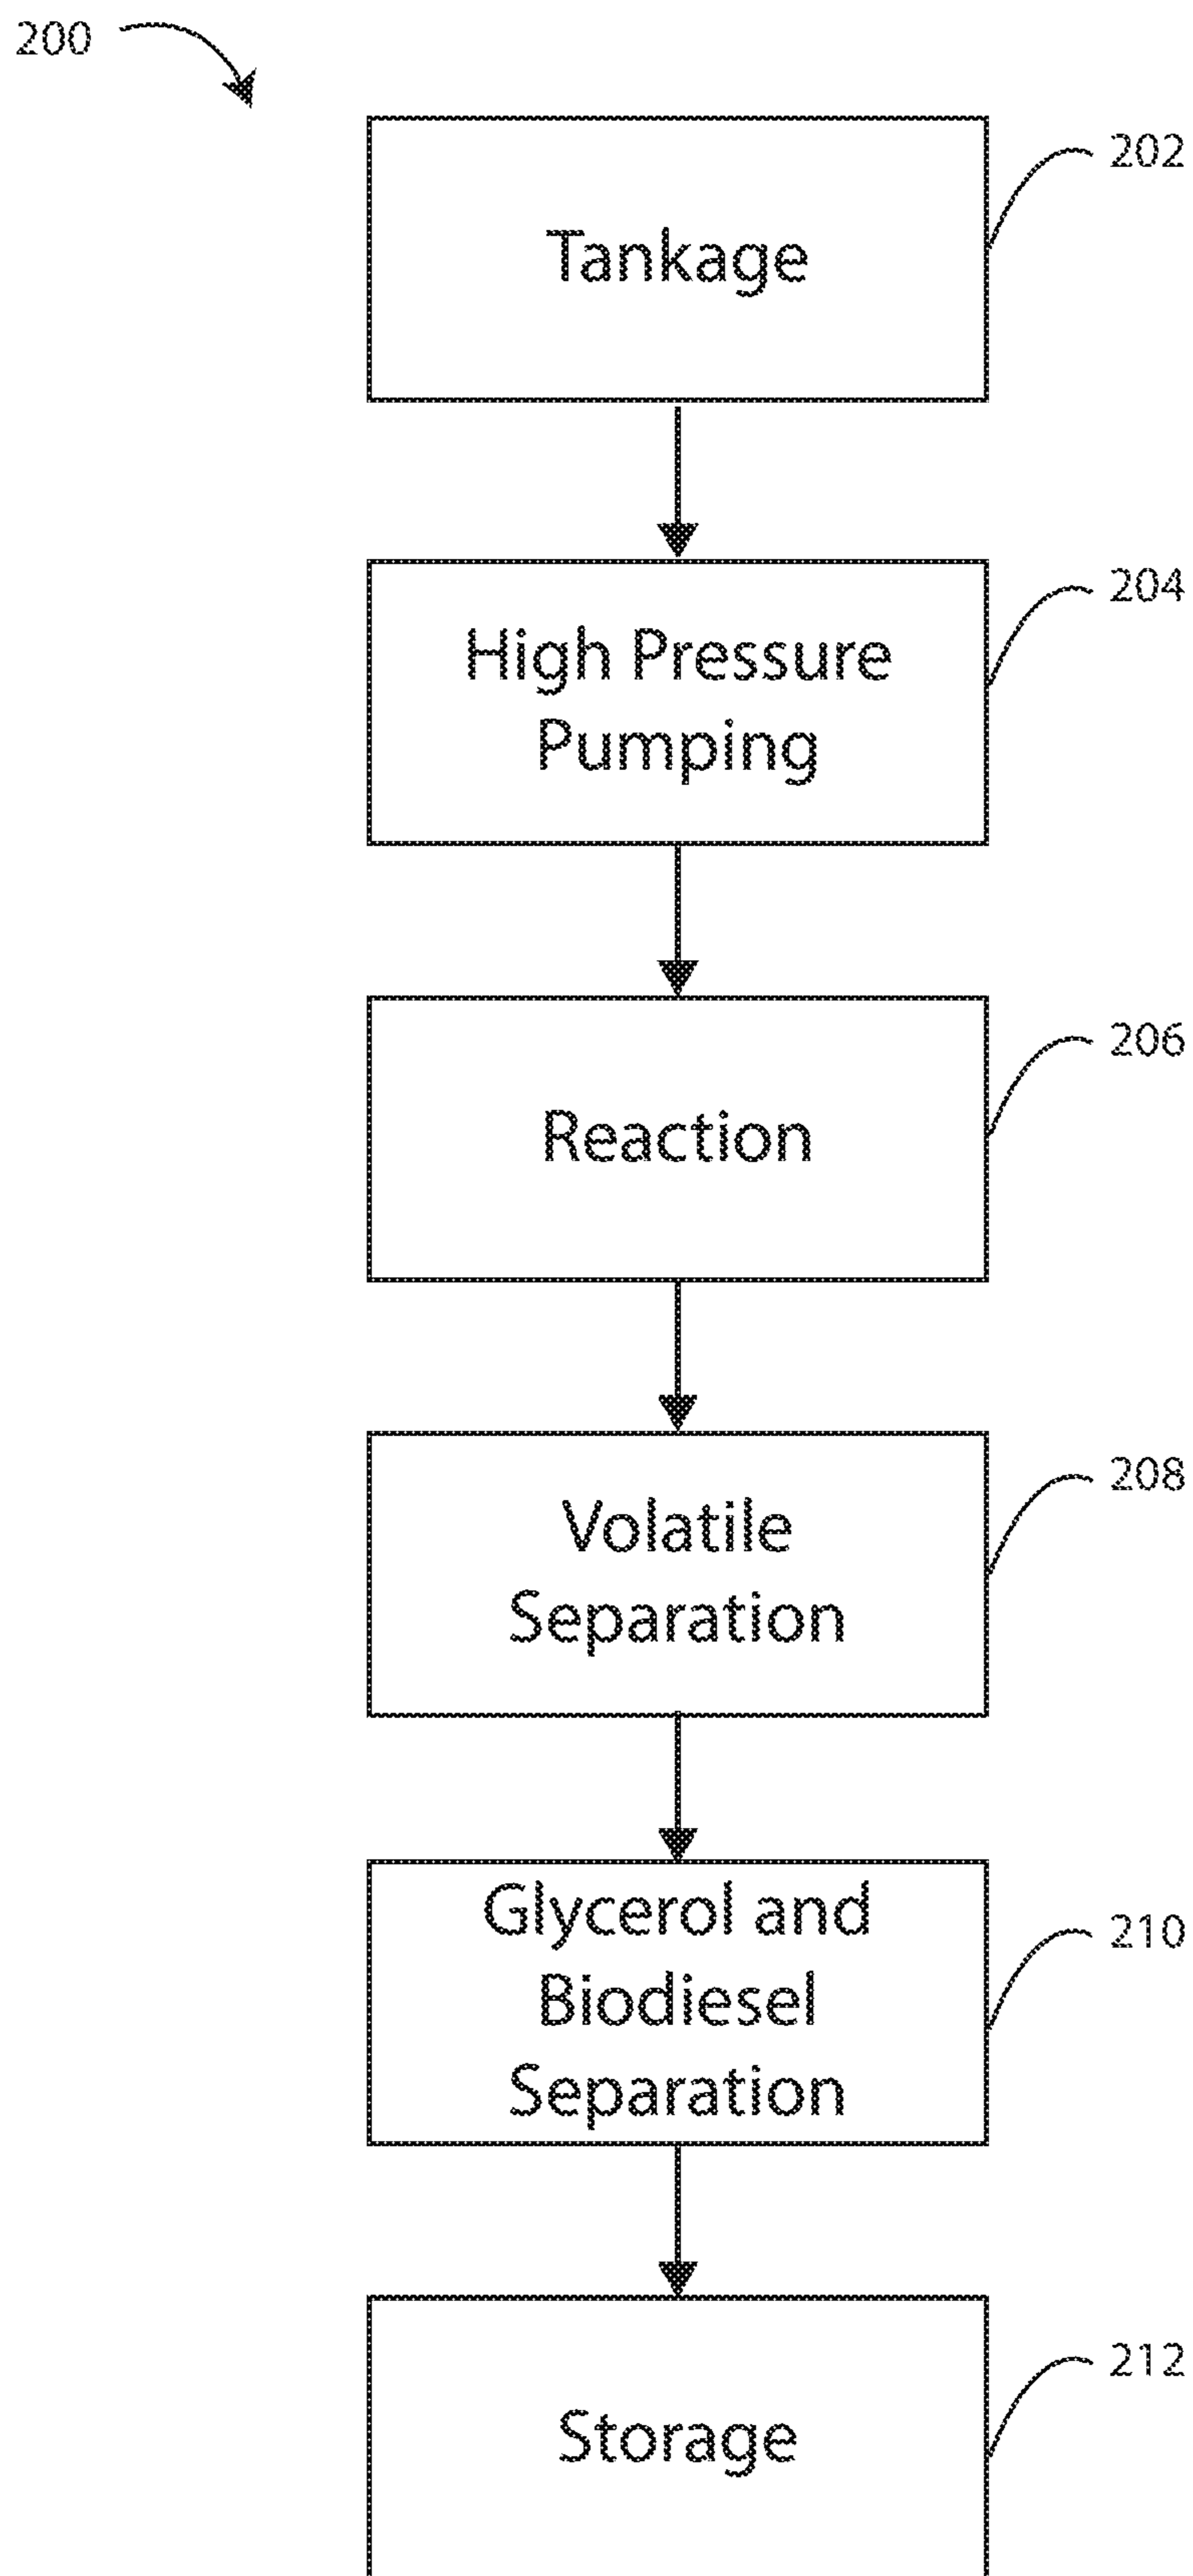 200
202
Tankage
204
High Pressure
Pumping
206
Reaction
208
Volatile
Separation
210
Glycerol and
Biodiesel
Separation
212
Storage